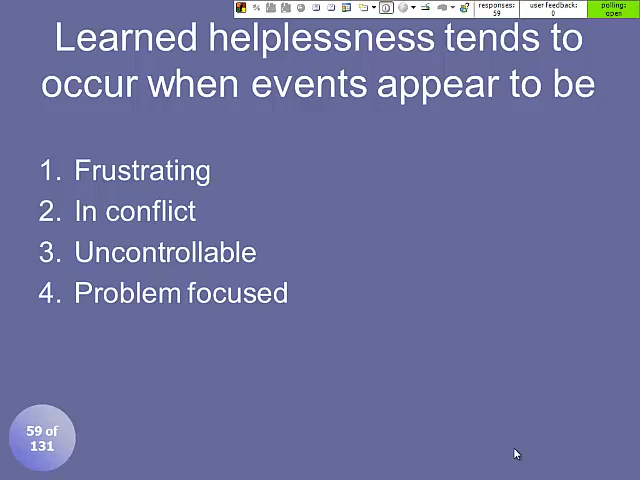 responses:
59
user feedback:
0
polling:
open
Learned helplessness tends to
occur when events appear to be
1. Frustrating
2. In conflict
3. Uncontrollable
4. Problem focused
59 of
131